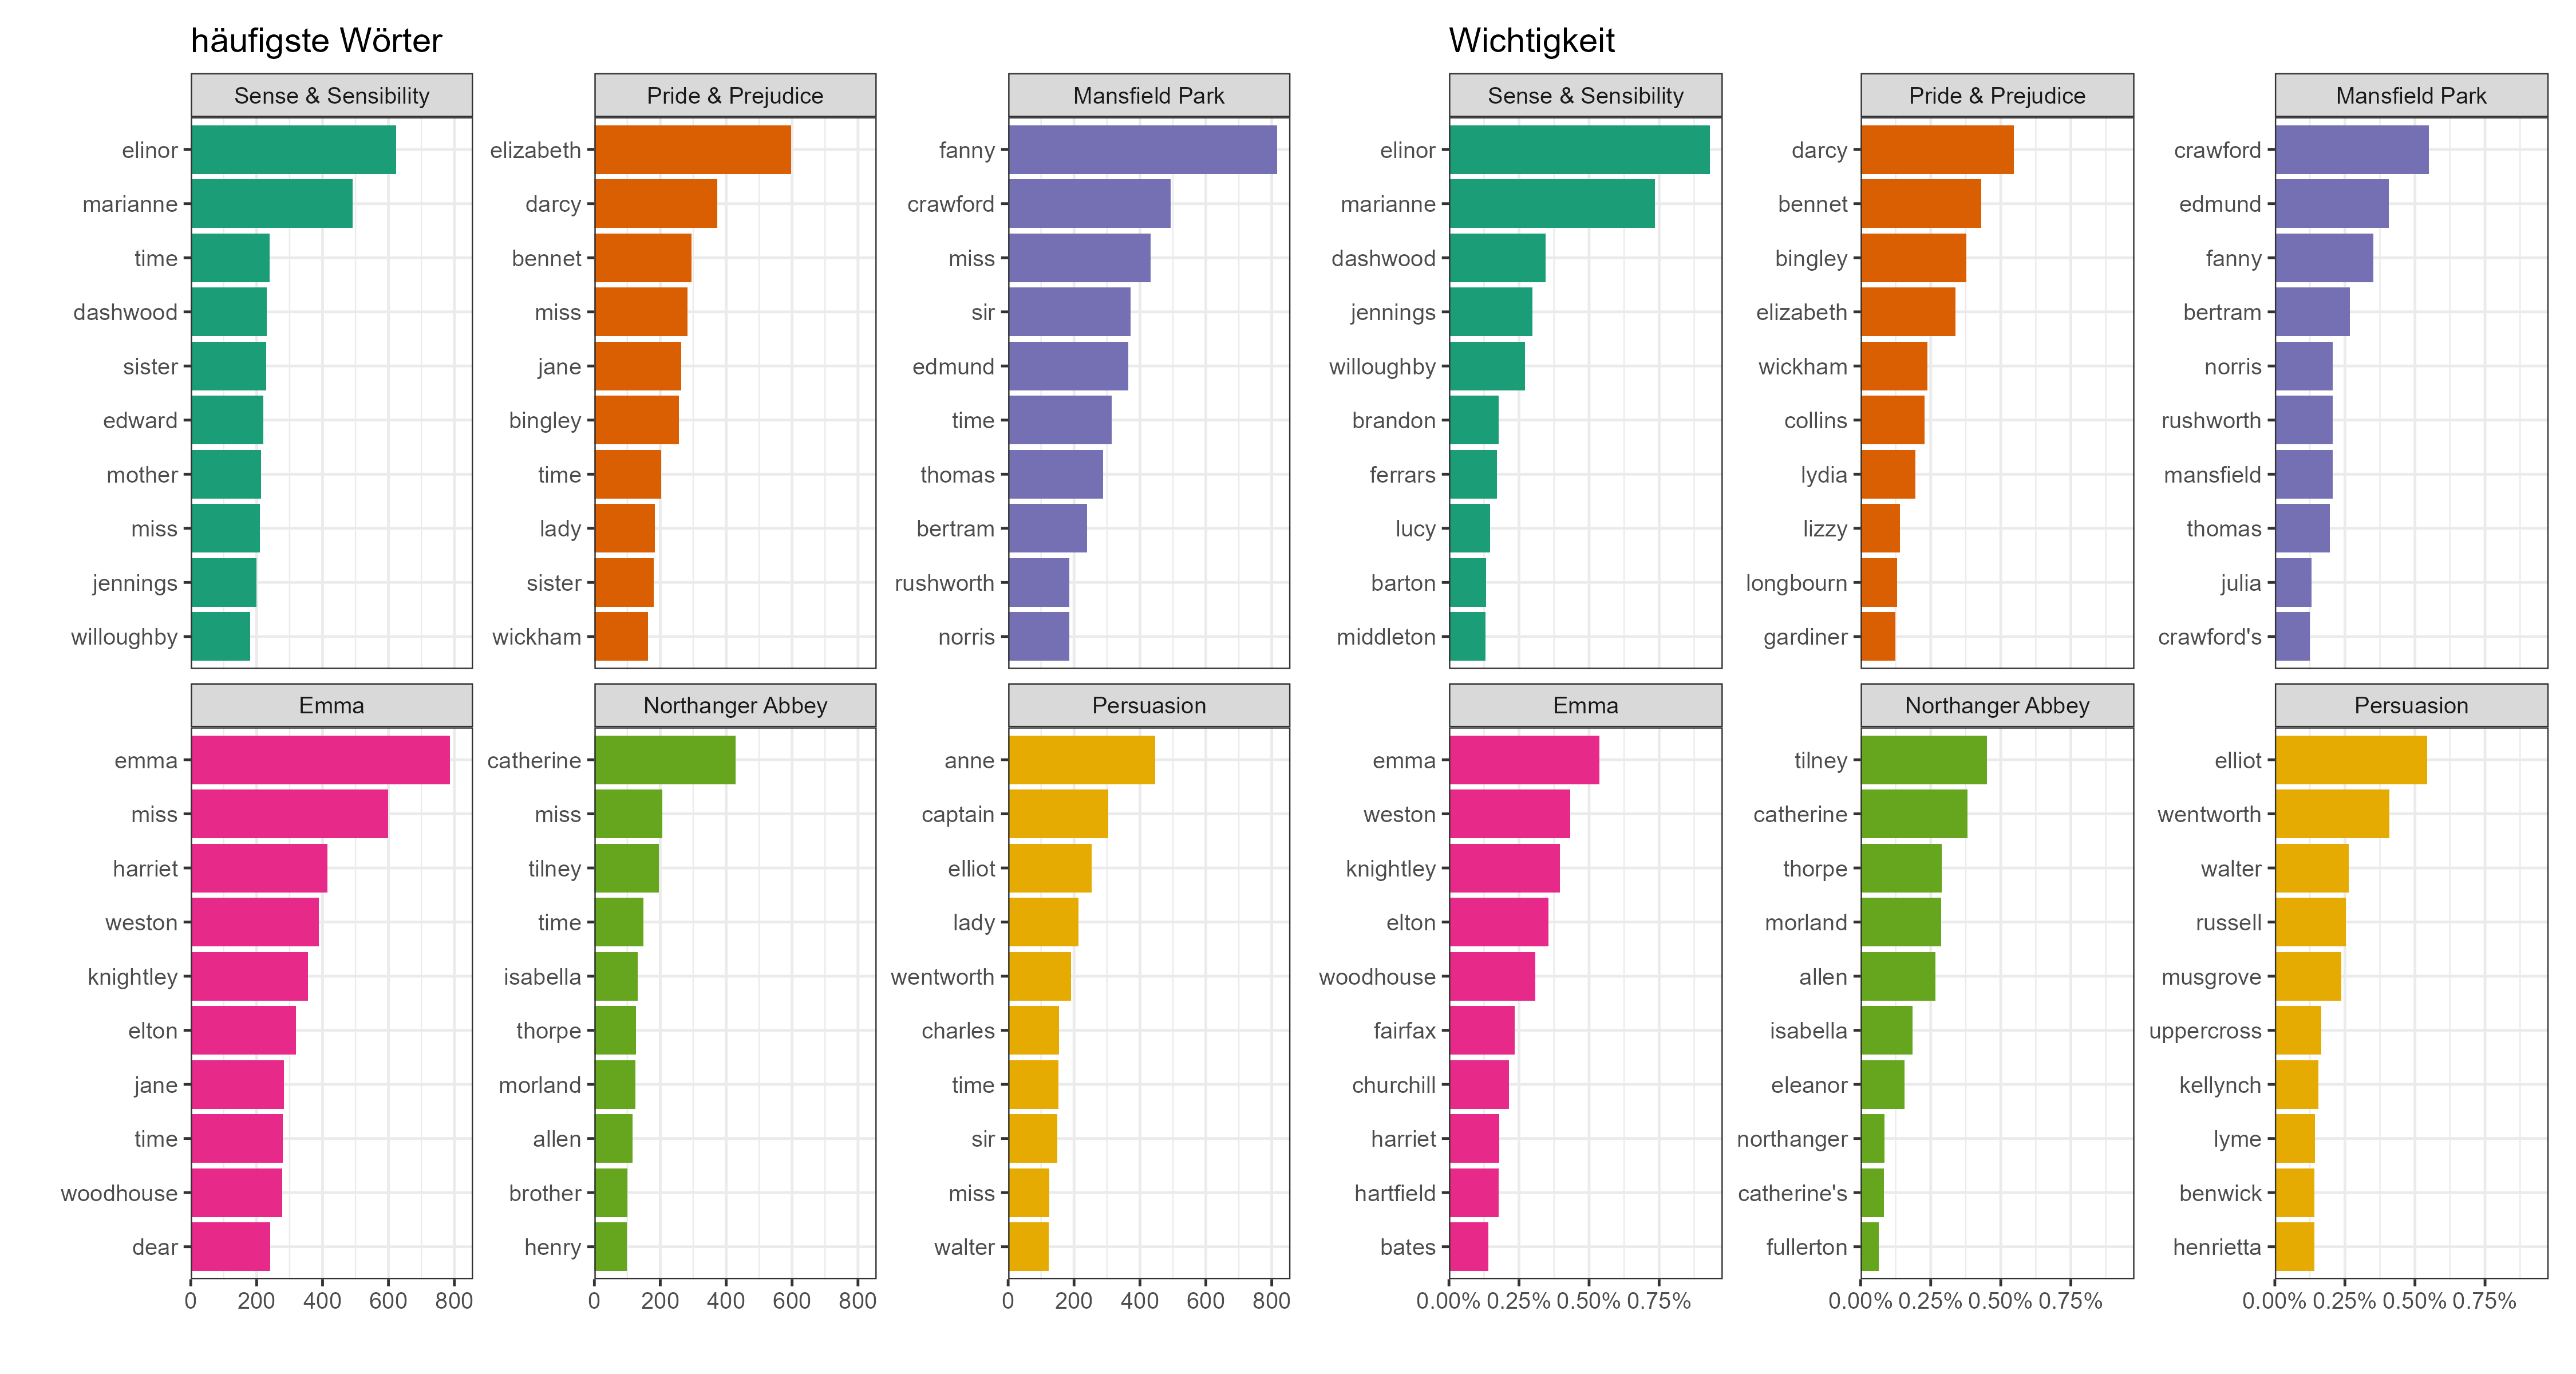 häufigste Wörter
Sense & Sensibility
elinor
marianne
time
dashwood
sister
edward
mother
miss
jennings
willoughby
Pride & Prejudice
elizabeth
darcy
bennet
miss
jane
bingley
time
lady
sister
wickham
Mansfield Park
fanny
crawford
miss
sir
edmund
time
thomas
bertram
rushworth
norris
Emma
emma
miss
harriet
weston
knightley
elton
jane
time
woodhouse
dear
0 200 400 600 800
Northanger Abbey
catherine
miss
tilney
time
isabella
thorpe
morland
allen
brother
henry
0 200 400 600 800
Persuasion
anne
captain
elliot
lady
wentworth
charles
time
sir
miss
walter
0 200 400 600 800
Wichtigkeit
Sense & Sensibility
elinor
marianne
dashwood
jennings
willoughby
brandon
ferrars
lucy
barton
middleton
Pride & Prejudice
darcy
bennet
bingley
elizabeth
wickham
collins
lydia
lizzy
longbourn
gardiner
Mansfield Park
crawford
edmund
fanny
bertram
norris
rushworth
mansfield
thomas
julia
crawford's
Emma
emma
weston
knightley
elton
woodhouse
fairfax
churchill
harriet
hartfield
bates
0.00% 0.25% 0.50% 0.75%
Northanger Abbey
tilney
catherine
thorpe
morland
allen
isabella
eleanor
northanger
catherine's
fullerton
0.00% 0.25% 0.50% 0.75%
Persuasion
elliot
wentworth
walter
russell
musgrove
uppercross
kellynch
lyme
benwick
henrietta
0.00% 0.25% 0.50% 0.75%